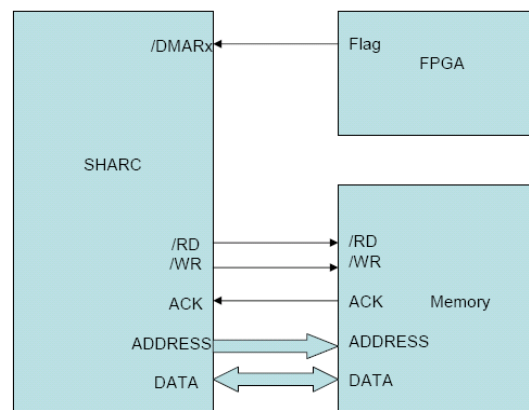 /DMARx
SHARC
/RD
/WR
ACK
ADDRESS
DATA
Flag
FPGA
/RD
/WR
ACK Memory
ADDRESS
DATA